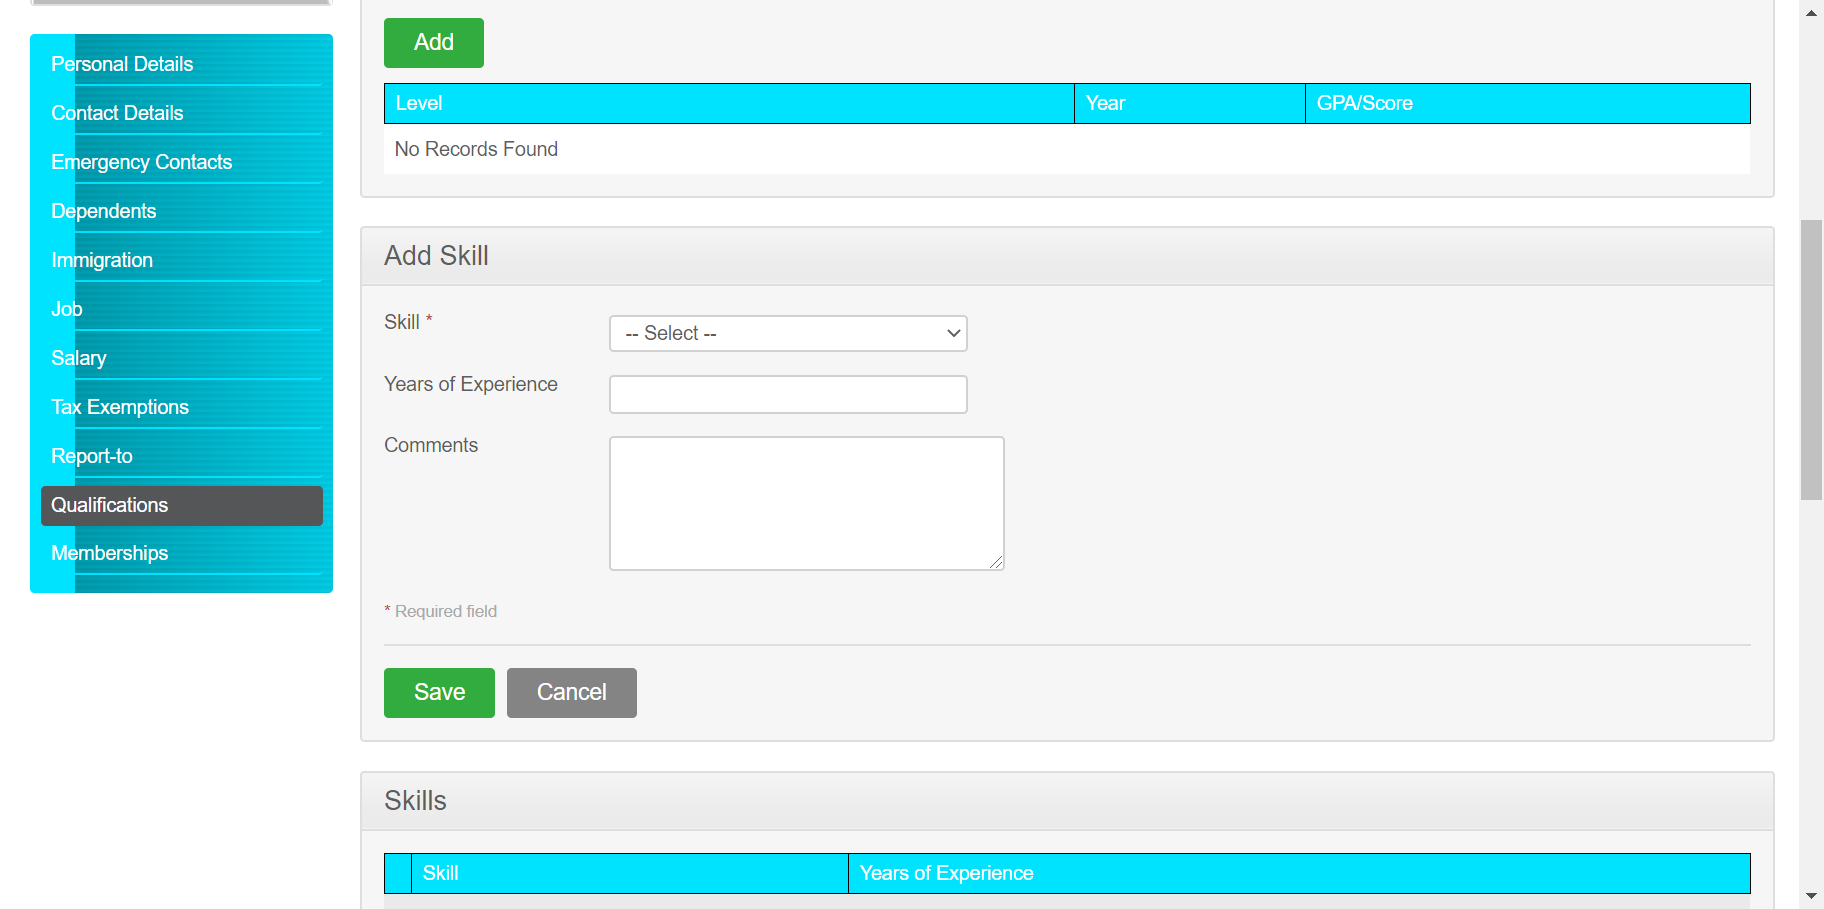 Personal Details
Contact Details
Emergency Contacts
Dependents
Immigration
Job
Salary
Tax Exemptions
Report-to
Qualifications
Memberships
Add
Level Year GPA/Score
No Records Found
Add Skill
Skill *
-- Select --
Years of Experience
Comments
* Required field
Save Cancel
Skills
Skill Years of Experience